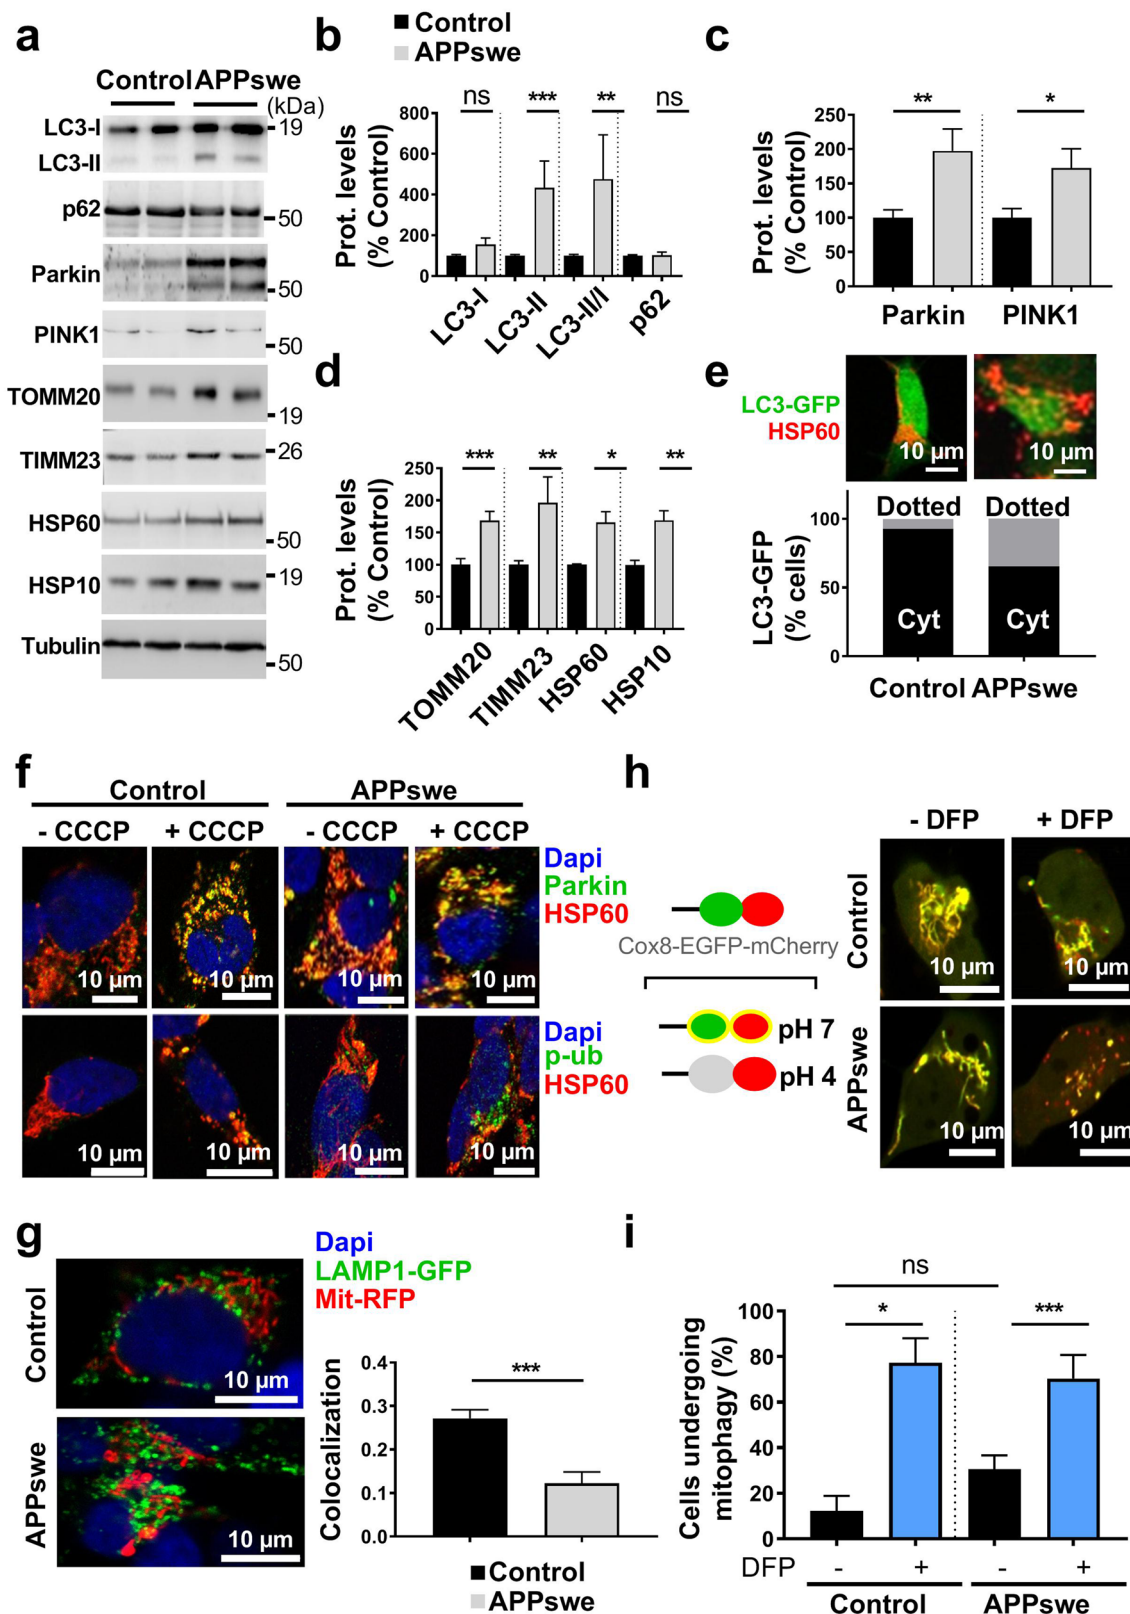 a
Control APPswe
(kDa)
LC3-I
19
LC3-II
p62
50
Parkin
50
PINK1
50
TOMM20
19
TIMM23
26
HSP60
50
HSP10
19
Tubulin
50
b
Control
APPswe
ns *** ** ns
Prot. levels
(% Control)
800
600
400
200
0
LC3-I LC3-II LC3-II/I p62
c
** *
Prot. levels
(% Control)
250
200
150
100
50
0
Parkin PINK1
d
*** ** * **
Prot. levels
(% Control)
250
200
150
100
50
0
TOMM20 TIMM23 HSP60 HSP10
e
LC3-GFP
HSP60
10 µm 10 µm
LC3-GFP
(% cells)
100
50
0
Dotted Dotted
Cyt Cyt
Control APPswe
f
Control APPswe
- CCCP + CCCP - CCCP + CCCP
Dapi
Parkin
HSP60
10 µm 10 µm 10 µm 10 µm
Dapi
p-ub
HSP60
10 µm 10 µm 10 µm 10 µm
g
Dapi
LAMP1-GFP
Mit-RFP
Control
10 µm
APPswe
10 µm
Colocalization
0.4
0.3
0.2
0.1
0.0
***
Control
APPswe
h
- DFP + DFP
Cox8-EGFP-mCherry
pH 7
pH 4
Control
10 µm 10 µm
APPswe
10 µm 10 µm
i
ns
* ***
Cells undergoing
mitophagy (%)
100
80
60
40
20
0
DFP - + - +
Control APPswe